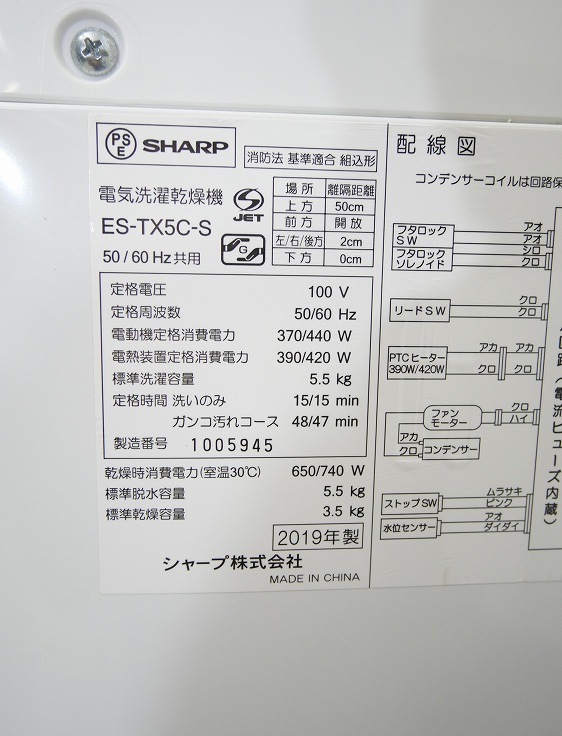 PS
E
SHARP
消防法 基準適合 組込形
電気洗濯乾燥機
JET
ES-TX5C-S
50/60 Hz 共用
G
場所 離隔距離
上方 50cm
前方 開放
左/右/後方 2cm
下方 0cm
定格電圧 100 V
定格周波数 50/60 Hz
電動機定格消費電力 370/440 W
電熱装置定格消費電力 390/420 W
標準洗濯容量 5.5 kg
定格時間 洗いのみ 15/15 min
ガンコ汚れコース 48/47 min
製造番号 1005945
乾燥時消費電力(室温30℃) 650/740 W
標準脱水容量 5.5 kg
標準乾燥容量 3.5 kg
2019年製
シャープ株式会社
MADE IN CHINA
配線図
コンデンサーコイルは回路保
フタロック
SW
アオ
アオ
フタロック
ソレノイド
シロ
クロ
リードSW
クロ
クロ
PTCヒーター
390W/420W
アカ アカ
クロ クロ
ファン
モーター
クロ
ハイ
アカ
クロ
コンデンサー
ストップSW
ムラサキ
ピンク
水位センサー
アオ
ダイダイ
(電流ヒューズ内蔵)